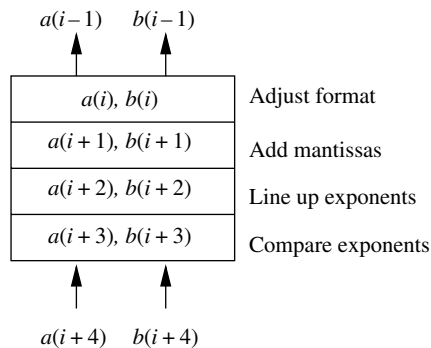 a(i–1) b(i–1)
a(i), b(i) Adjust format
a(i + 1), b(i + 1) Add mantissas
a(i + 2), b(i + 2) Line up exponents
a(i + 3), b(i + 3) Compare exponents
a(i + 4) b(i + 4)